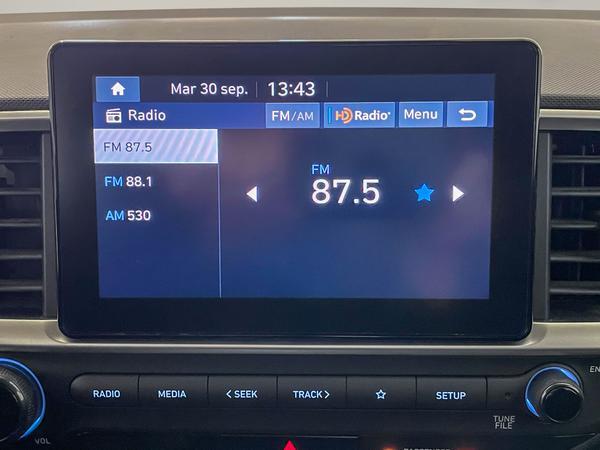 Mar 30 sep. 13:43
Radio FM/AM HD Radio Menu
FM 87.5
FM 88.1
AM 530
FM
87.5
RADIO MEDIA < SEEK TRACK > SETUP
VOL
TUNE
FILE
EN